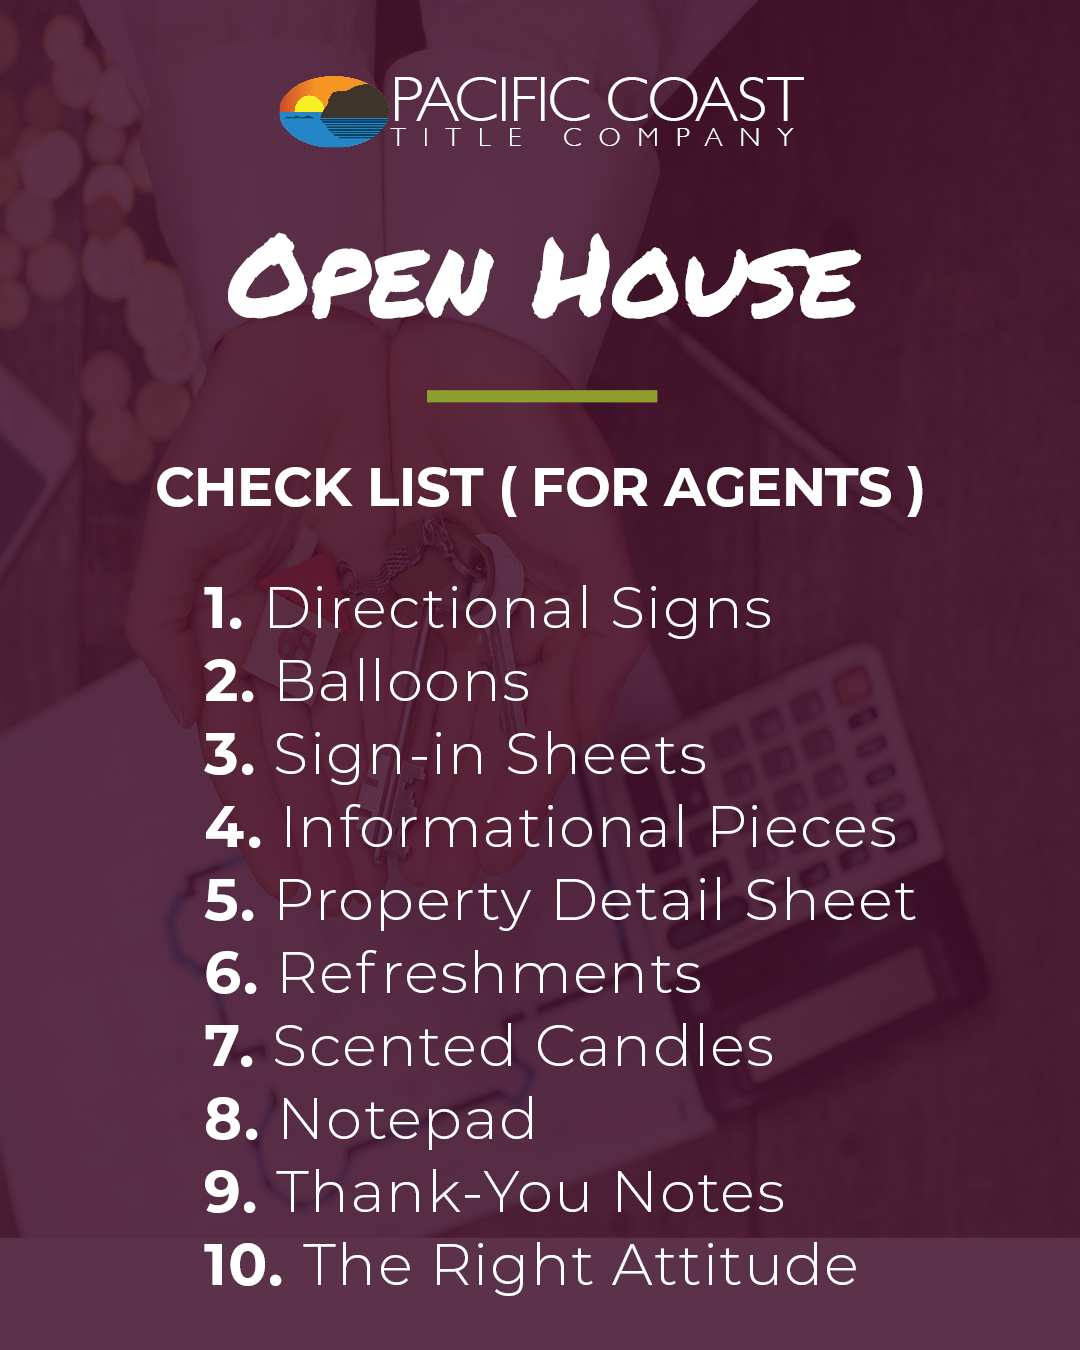 PACIFIC COAST
TITLE COMPANY
OPEN HOUSE
CHECK LIST ( FOR AGENTS )
1. Directional Signs
2. Balloons
3. Sign-in Sheets
4. Informational Pieces
5. Property Detail Sheet
6. Refreshments
7. Scented Candles
8. Notepad
9. Thank-You Notes
10. The Right Attitude